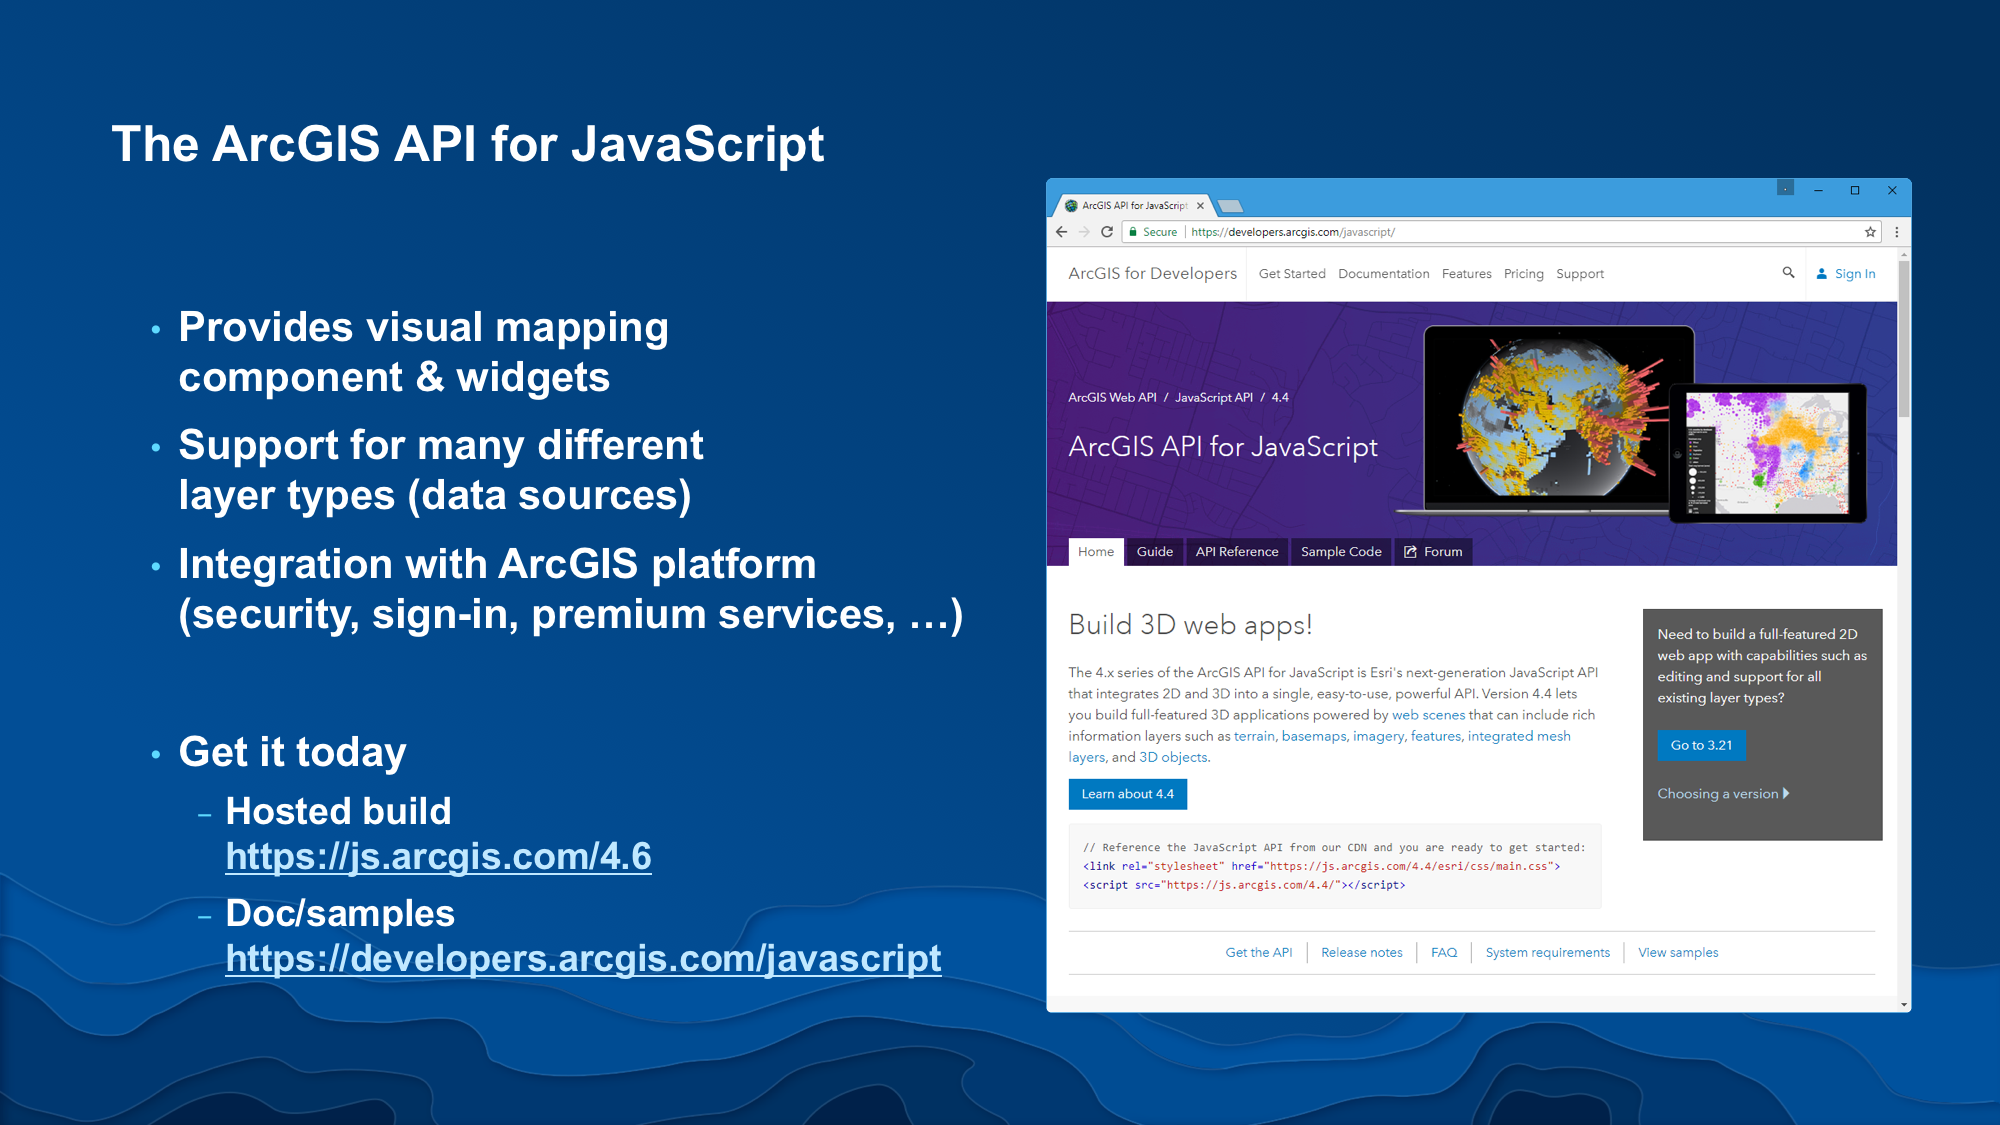 The ArcGIS API for JavaScript
• Provides visual mapping
component & widgets
• Support for many different
layer types (data sources)
• Integration with ArcGIS platform
(security, sign-in, premium services, …)
• Get it today
– Hosted build
https://js.arcgis.com/4.6
– Doc/samples
https://developers.arcgis.com/javascript
ArcGIS API for JavaScript
Secure | https://developers.arcgis.com/javascript/
ArcGIS for Developers Get Started Documentation Features Pricing Support Sign In
ArcGIS Web API / JavaScript API / 4.4
ArcGIS API for JavaScript
Home Guide API Reference Sample Code Forum
Build 3D web apps!
The 4.x series of the ArcGIS API for JavaScript is Esri's next-generation JavaScript API
that integrates 2D and 3D into a single, easy-to-use, powerful API. Version 4.4 lets
you build full-featured 3D applications powered by web scenes that can include rich
information layers such as terrain, basemaps, imagery, features, integrated mesh
layers, and 3D objects.
Learn about 4.4
// Reference the JavaScript API from our CDN and you are ready to get started:
<link rel="stylesheet" href="https://js.arcgis.com/4.4/esri/css/main.css">
<script src="https://js.arcgis.com/4.4/"></script>
Need to build a full-featured 2D
web app with capabilities such as
editing and support for all
existing layer types?
Go to 3.21
Choosing a version
Get the API | Release notes | FAQ | System requirements | View samples